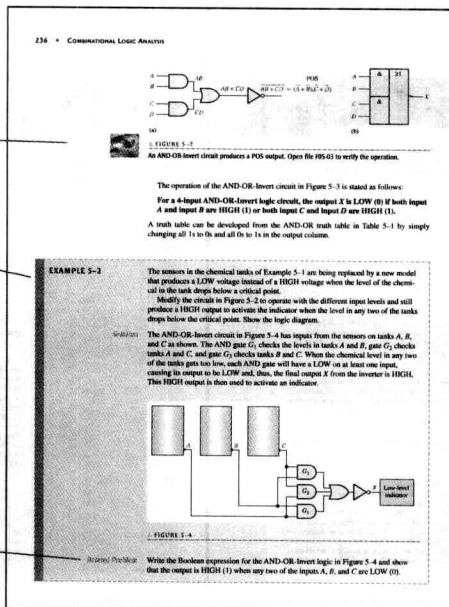 236 • COMBINATIONAL LOGIC ANALYSIS
A
B
AB
C
D
CD
AB + CD
POS
AB + CD = (A + B)(C + D)
(a)
A
B
C
D
&
&
≥1
X
(b)
FIGURE 5–3
An AND-OR-Invert circuit produces a POS output. Open file F05-03 to verify the operation.
The operation of the AND-OR-Invert circuit in Figure 5–3 is stated as follows:
For a 4-input AND-OR-Invert logic circuit, the output X is LOW (0) if both input
A and input B are HIGH (1) or both input C and input D are HIGH (1).
A truth table can be developed from the AND-OR truth table in Table 5–1 by simply
changing all 1s to 0s and all 0s to 1s in the output column.
EXAMPLE 5–2
The sensors in the chemical tanks of Example 5–1 are being replaced by a new model
that produces a LOW voltage instead of a HIGH voltage when the level of the chemi-
cal in the tank drops below a critical point.
Modify the circuit in Figure 5–2 to operate with the different input levels and still
produce a HIGH output to activate the indicator when the level in any two of the tanks
drops below the critical point. Show the logic diagram.
Solution
The AND-OR-Invert circuit in Figure 5–4 has inputs from the sensors on tanks A, B,
and C as shown. The AND gate G1 checks the levels in tanks A and B, gate G2 checks
tanks A and C, and gate G3 checks tanks B and C. When the chemical level in any two
of the tanks gets too low, each AND gate will have a LOW on at least one input,
causing its output to be LOW and, thus, the final output X from the inverter is HIGH.
This HIGH output is then used to activate an indicator.
A
B
C
G3
G2
G1
X
Low-level
indicator
FIGURE 5–4
Related Problem
Write the Boolean expression for the AND-OR-Invert logic in Figure 5–4 and show
that the output is HIGH (1) when any two of the inputs A, B, and C are LOW (0).